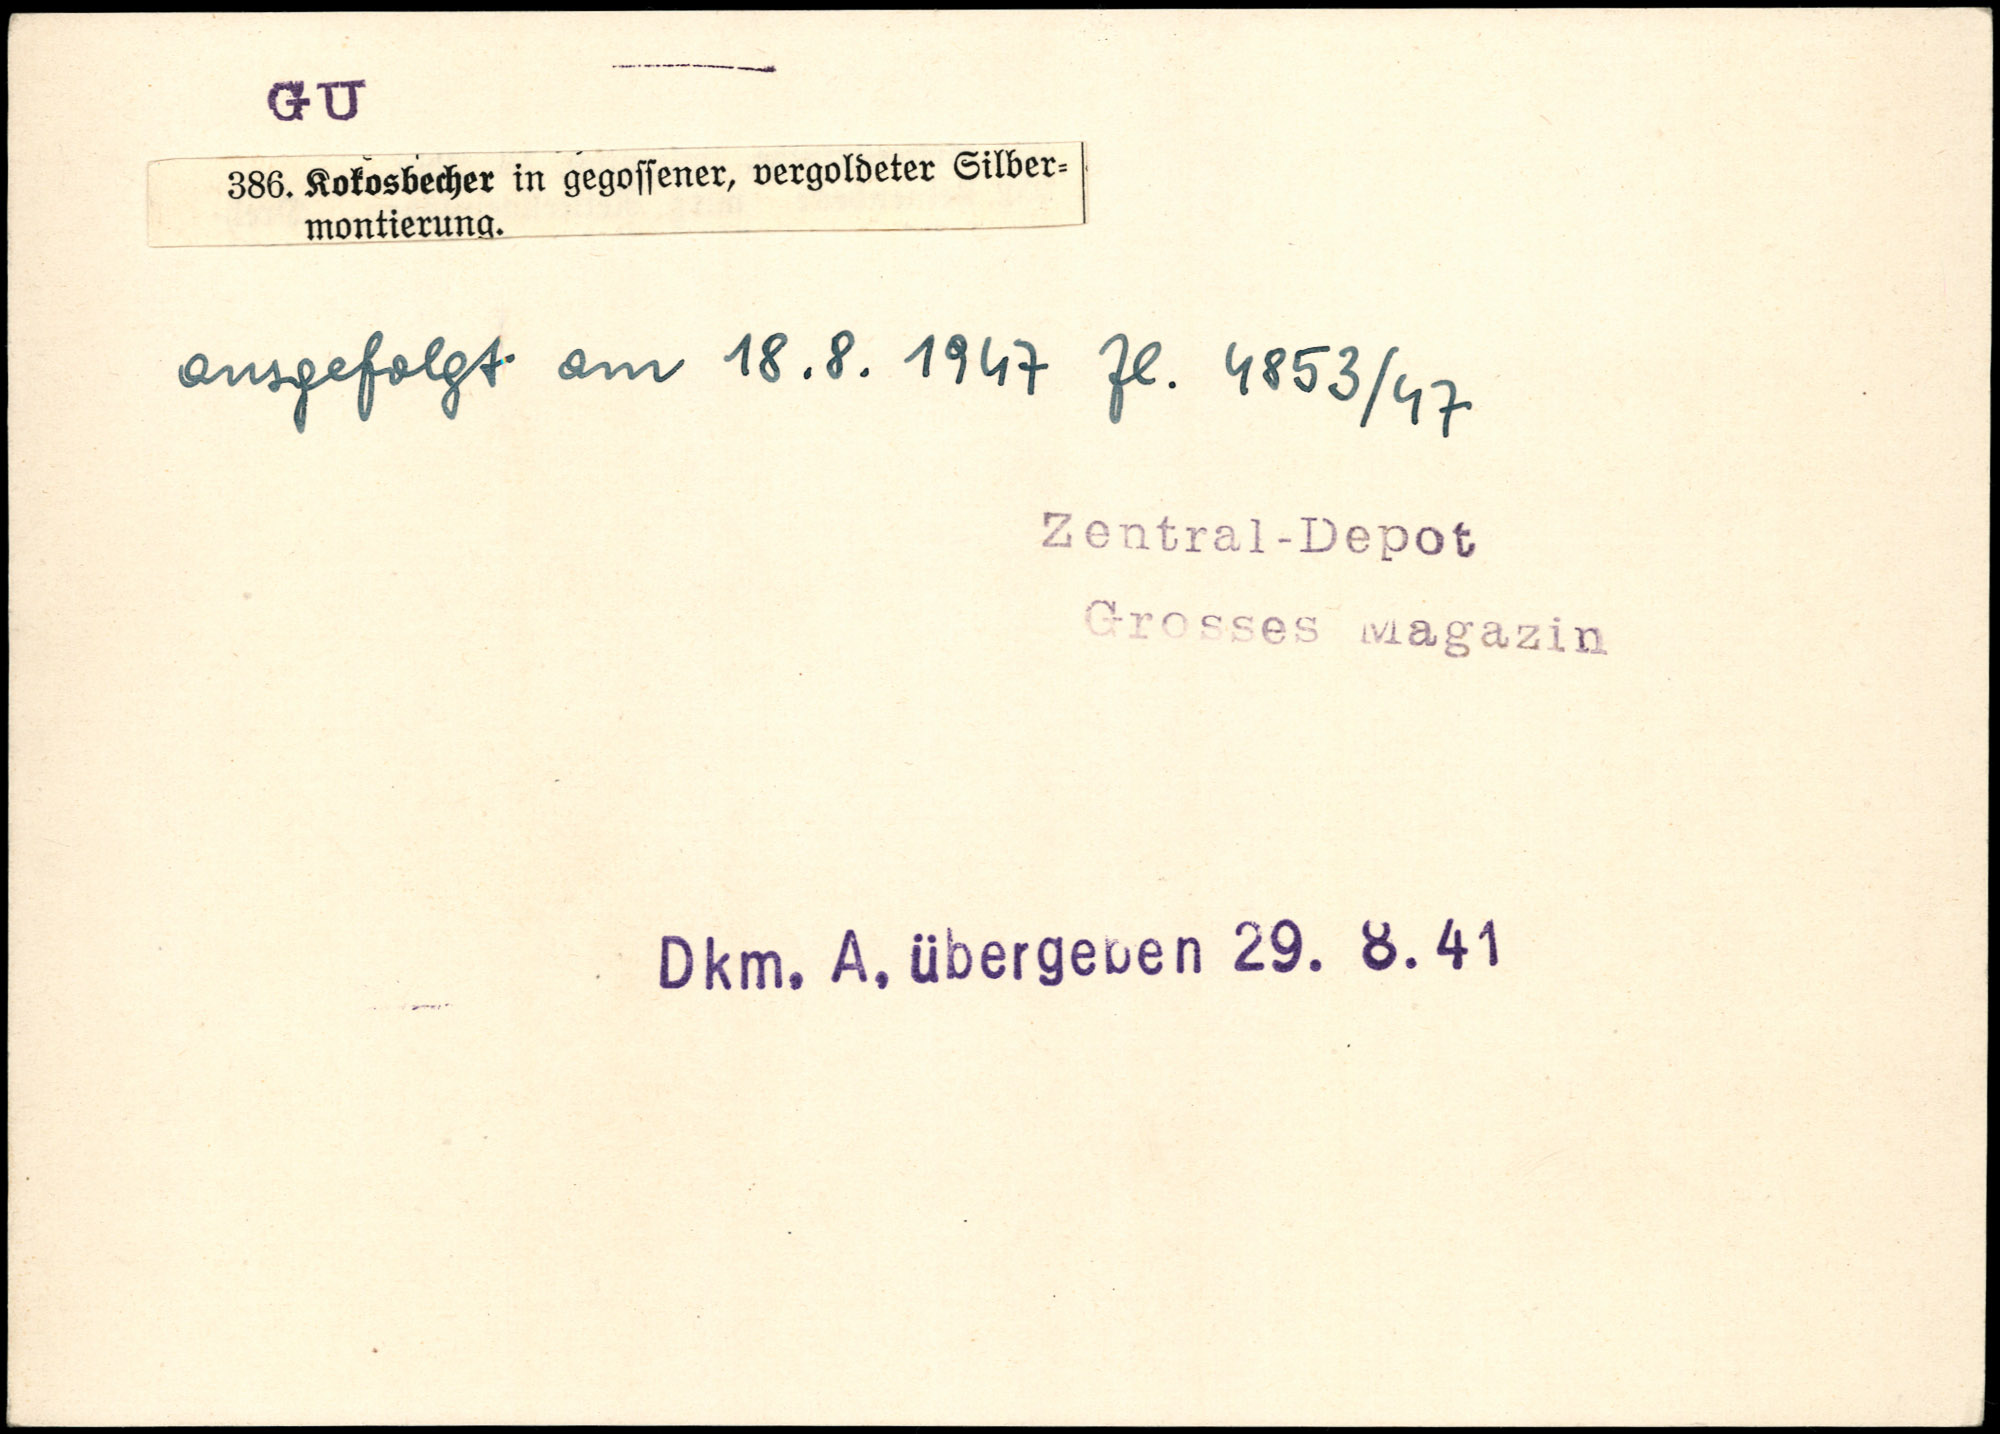 GU
386. Kokosbecher in gegossener, vergoldeter Silber-
montierung.
ausgefolgt am 18.8. 1947 Zl. 4853/47
Zentral-Depot
Grosses Magazin
Dkm. A. übergeben 29. 8. 41